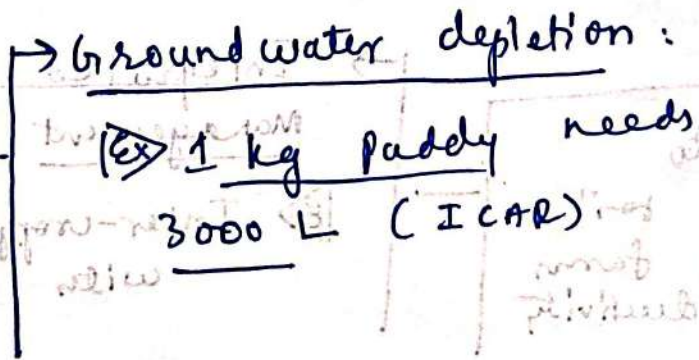 → Groundwater depletion :
Ex> 1 kg Paddy needs
3000 L (ICAR)